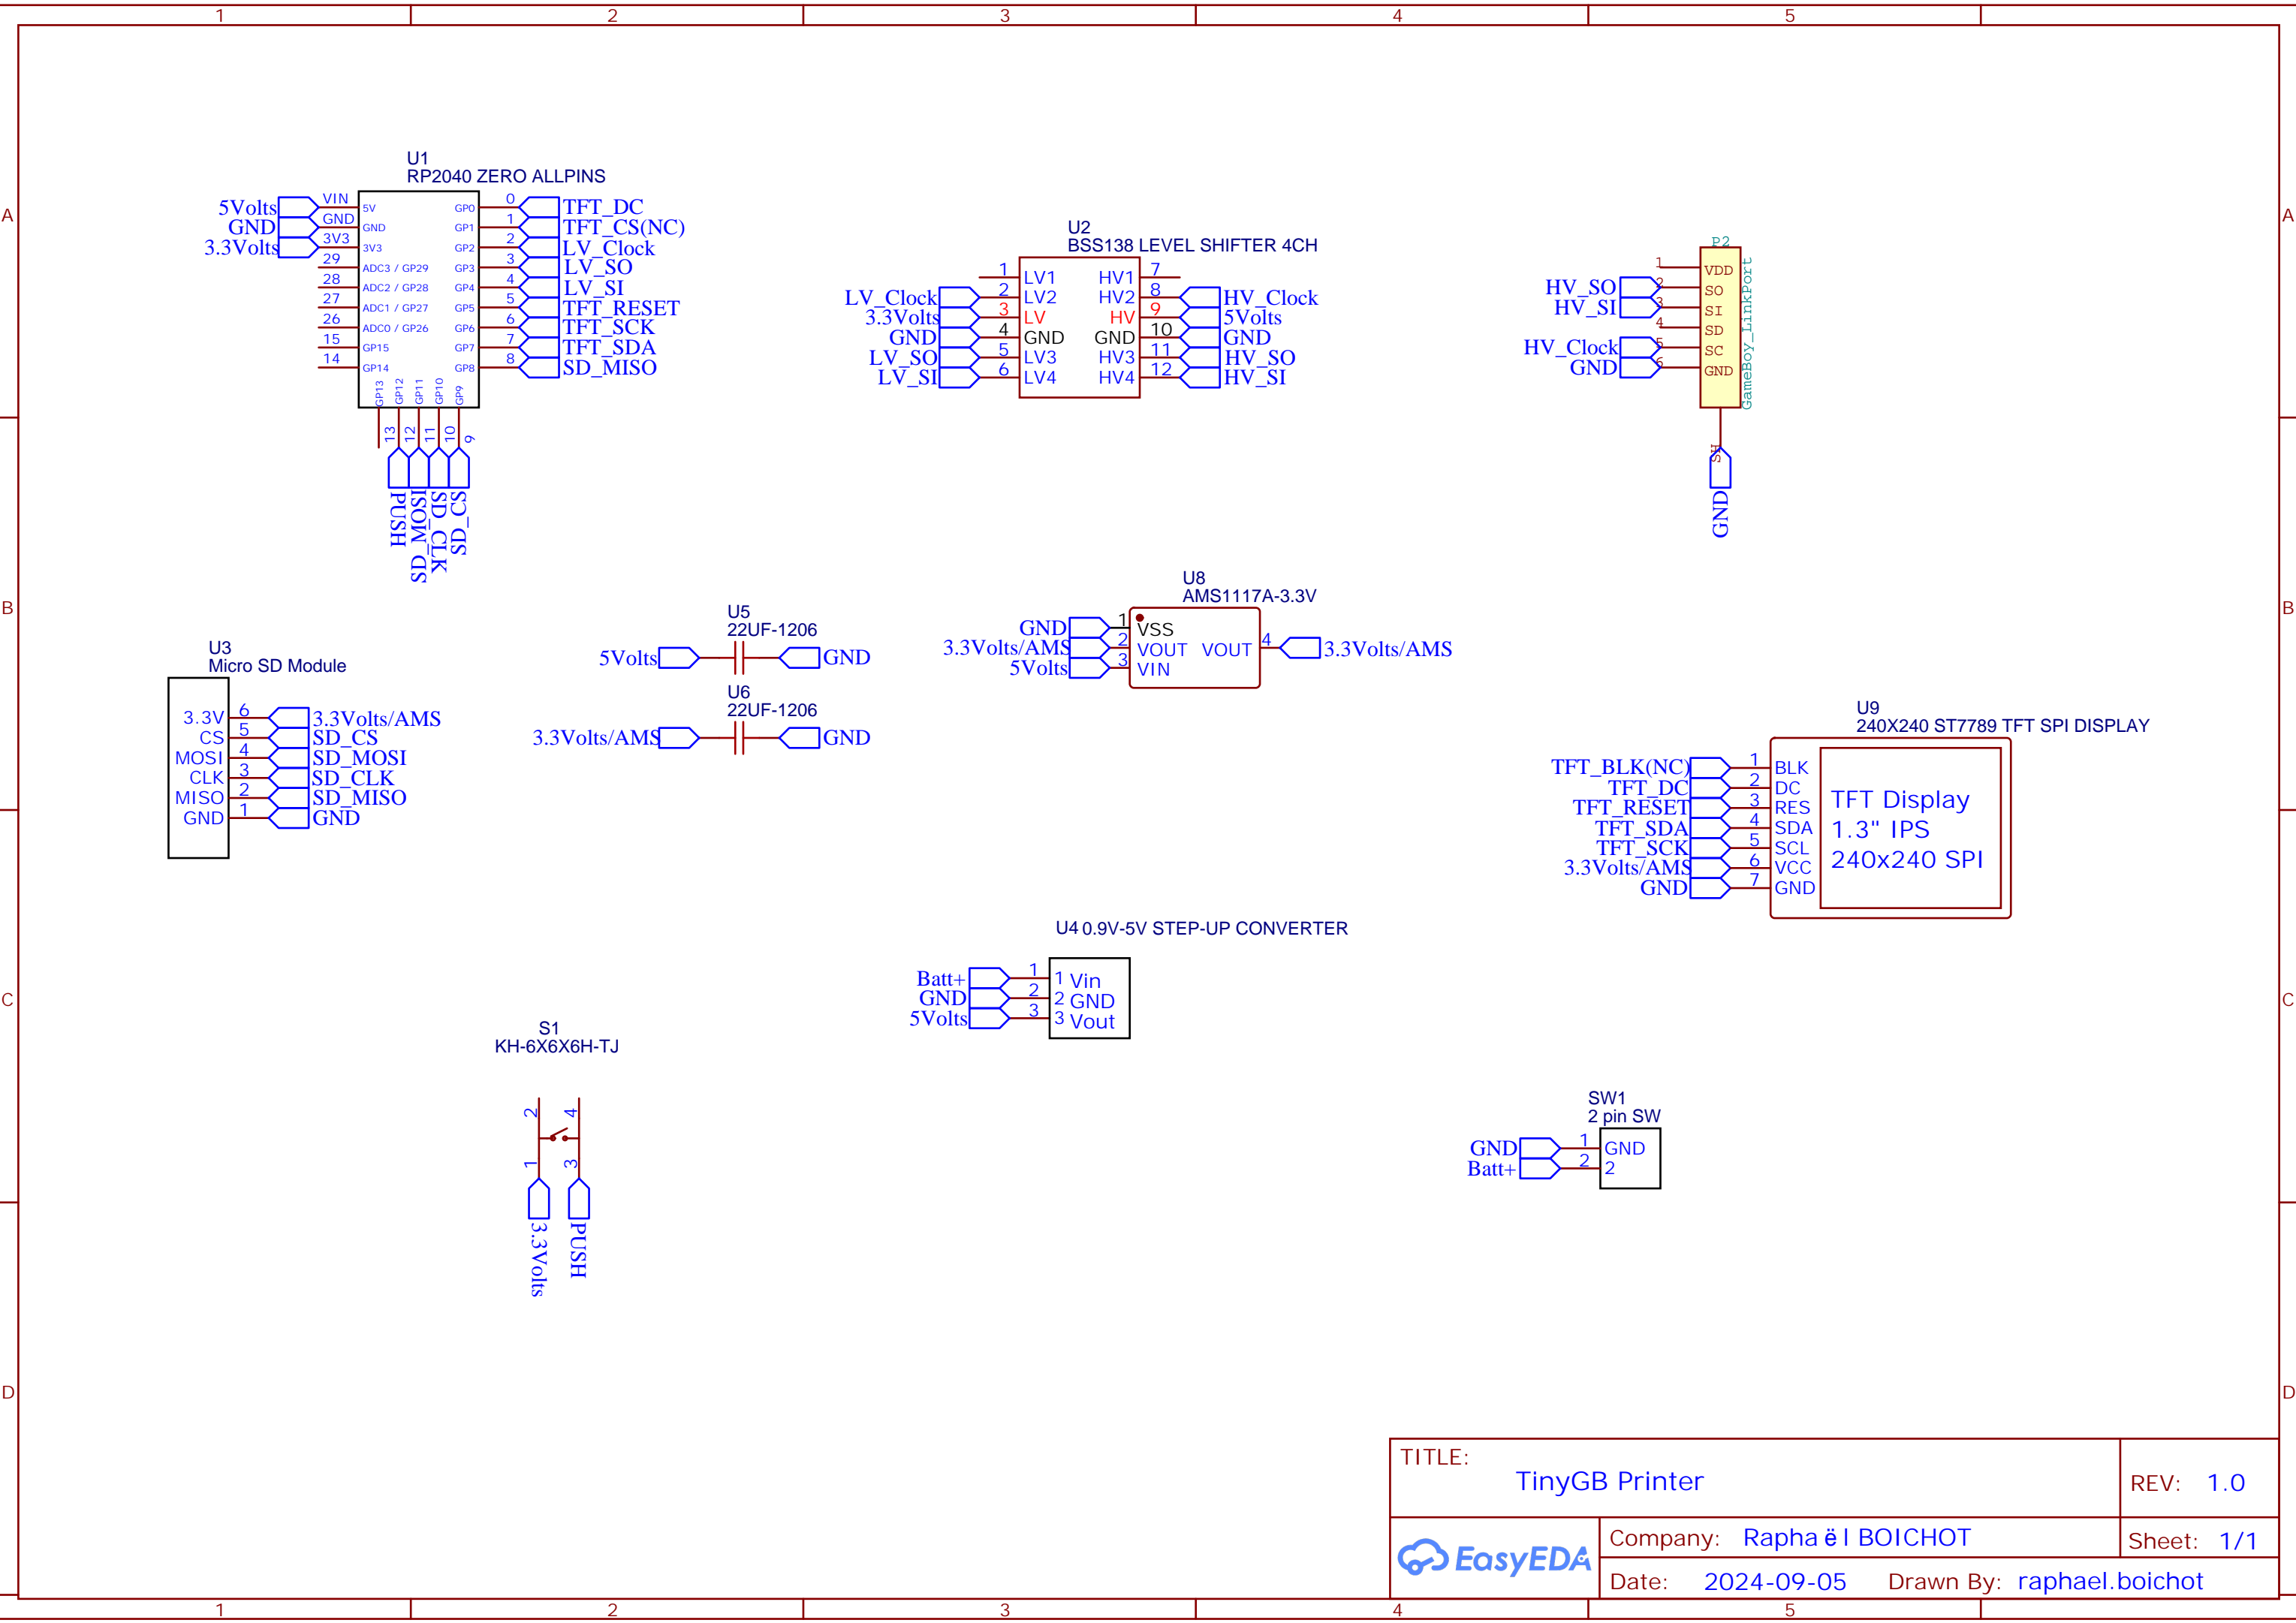 1 2 3 4 5
A A
B B
C C
D D
U1
RP2040 ZERO ALLPINS
5Volts VIN 5V
GND GND GND
3.3Volts 3V3 3V3
29 ADC3 / GP29
28 ADC2 / GP28
27 ADC1 / GP27
26 ADC0 / GP26
15 GP15
14 GP14
GP0 0 TFT_DC
GP1 1 TFT_CS(NC)
GP2 2 LV_Clock
GP3 3 LV_SO
GP4 4 LV_SI
GP5 5 TFT_RESET
GP6 6 TFT_SCK
GP7 7 TFT_SDA
GP8 8 SD_MISO
GP13 GP12 GP11 GP10 GP9
13 12 11 10 9
PUSH SD_MOSI SD_CLK SD_CS
U2
BSS138 LEVEL SHIFTER 4CH
1 LV1 HV1 7
LV_Clock 2 LV2 HV2 8 HV_Clock
3.3Volts 3 LV HV 9 5Volts
GND 4 GND GND 10 GND
LV_SO 5 LV3 HV3 11 HV_SO
LV_SI 6 LV4 HV4 12 HV_SI
P2
GameBoy_LinkPort
1 VDD
HV_SO 2 SO
HV_SI 3 SI
4 SD
HV_Clock 5 SC
GND 6 GND
SH
GND
U3
Micro SD Module
3.3V 6 3.3Volts/AMS
CS 5 SD_CS
MOSI 4 SD_MOSI
CLK 3 SD_CLK
MISO 2 SD_MISO
GND 1 GND
U5
22UF-1206
5Volts GND
U6
22UF-1206
3.3Volts/AMS GND
U8
AMS1117A-3.3V
GND 1 VSS
3.3Volts/AMS 2 VOUT VOUT 4 3.3Volts/AMS
5Volts 3 VIN
U9
240X240 ST7789 TFT SPI DISPLAY
TFT_BLK(NC) 1 BLK
TFT_DC 2 DC
TFT_RESET 3 RES
TFT_SDA 4 SDA
TFT_SCK 5 SCL
3.3Volts/AMS 6 VCC
GND 7 GND
TFT Display
1.3" IPS
240x240 SPI
U4 0.9V-5V STEP-UP CONVERTER
Batt+ 1 1 Vin
GND 2 2 GND
5Volts 3 3 Vout
S1
KH-6X6X6H-TJ
2 4
1 3
3.3Volts PUSH
SW1
2 pin SW
GND 1 GND
Batt+ 2 2
TITLE:
TinyGB Printer
REV: 1.0
EasyEDA
Company: Raphaël BOICHOT
Sheet: 1/1
Date: 2024-09-05 Drawn By: raphael.boichot
1 2 3 4 5